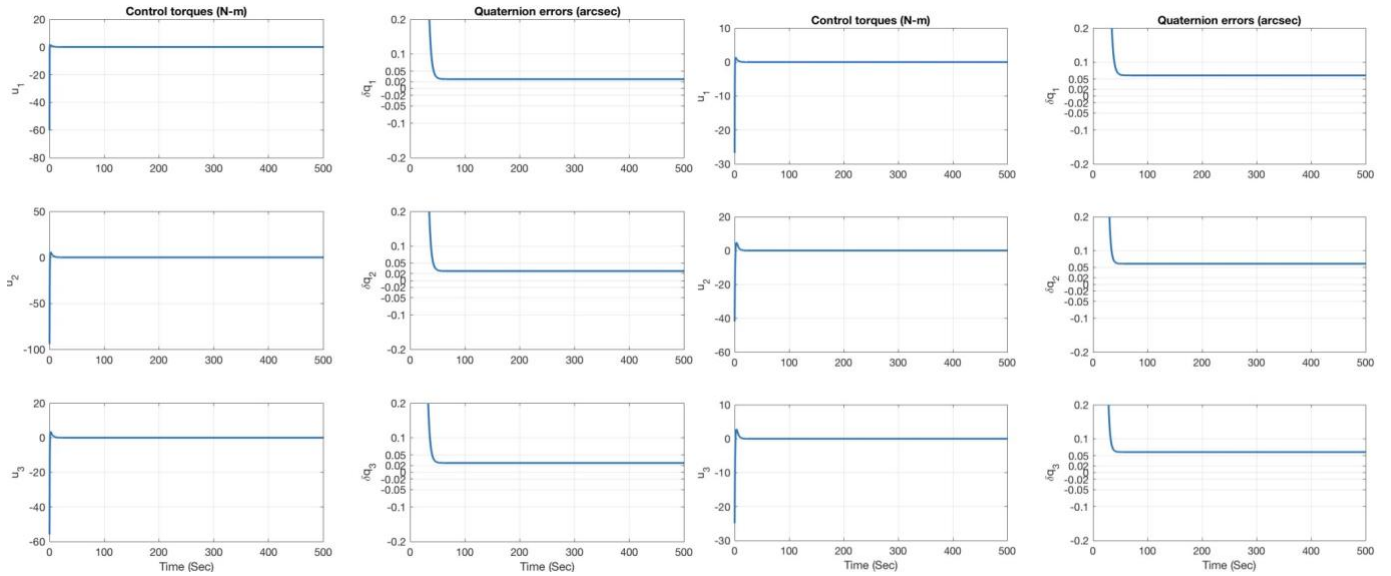 Control torques (N-m)
20
0
-20
-40
-60
-80
u1
0 100 200 300 400 500
50
0
-50
-100
u2
0 100 200 300 400 500
20
0
-20
-40
-60
u3
0 100 200 300 400 500
Time (Sec)
Quaternion errors (arcsec)
0.2
0.1
0.05
0.02
0
-0.02
-0.05
-0.1
-0.2
δq1
0 100 200 300 400 500
0.2
0.1
0.05
0.02
0
-0.02
-0.05
-0.1
-0.2
δq2
0 100 200 300 400 500
0.2
0.1
0.05
0.02
0
-0.02
-0.05
-0.1
-0.2
δq3
0 100 200 300 400 500
Time (Sec)
Control torques (N-m)
10
0
-10
-20
-30
u1
0 100 200 300 400 500
20
0
-20
-40
-60
u2
0 100 200 300 400 500
10
0
-10
-20
-30
u3
0 100 200 300 400 500
Time (Sec)
Quaternion errors (arcsec)
0.2
0.1
0.05
0.02
0
-0.02
-0.05
-0.1
-0.2
δq1
0 100 200 300 400 500
0.2
0.1
0.05
0.02
0
-0.02
-0.05
-0.1
-0.2
δq2
0 100 200 300 400 500
0.2
0.1
0.05
0.02
0
-0.02
-0.05
-0.1
-0.2
δq3
0 100 200 300 400 500
Time (Sec)